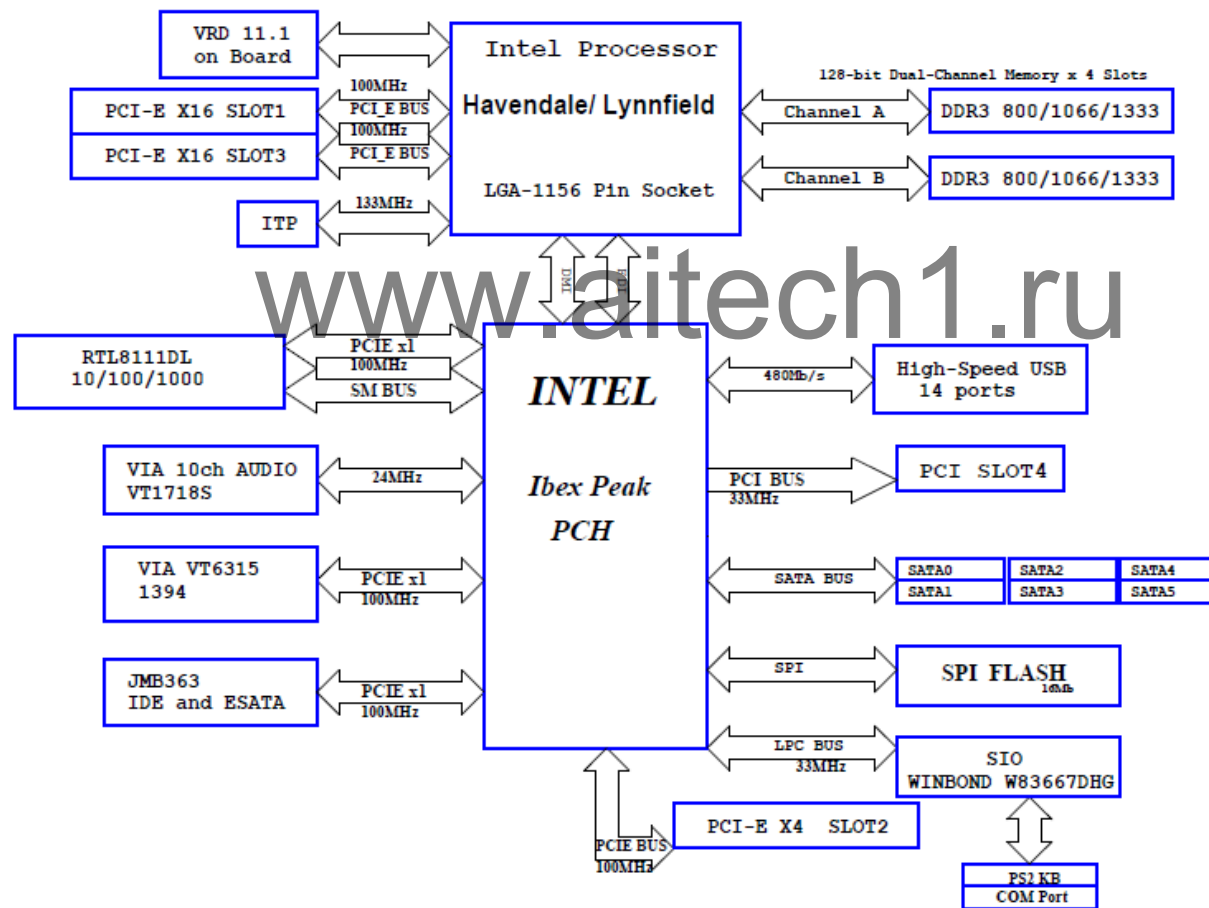 VRD 11.1
on Board
Intel Processor
Havendale/ Lynnfield
LGA-1156 Pin Socket
128-bit Dual-Channel Memory x 4 Slots
100MHz
PCI-E X16 SLOT1
PCI_E BUS
100MHz
PCI-E X16 SLOT3
PCI_E BUS
Channel A
DDR3 800/1066/1333
Channel B
DDR3 800/1066/1333
ITP
133MHz
DMI
FDI
www.aitech1.ru
RTL8111DL
10/100/1000
PCIE x1
100MHz
SM BUS
INTEL
Ibex Peak
PCH
480Mb/s
High-Speed USB
14 ports
VIA 10ch AUDIO
VT1718S
24MHz
PCI BUS
33MHz
PCI SLOT4
VIA VT6315
1394
PCIE x1
100MHz
SATA BUS
SATA0
SATA2
SATA4
SATA1
SATA3
SATA5
JMB363
IDE and ESATA
PCIE x1
100MHz
SPI
SPI FLASH
16Mb
LPC BUS
33MHz
SIO
WINBOND W83667DHG
PCIE BUS
100MHz
PCI-E X4 SLOT2
PS2 KB
COM Port